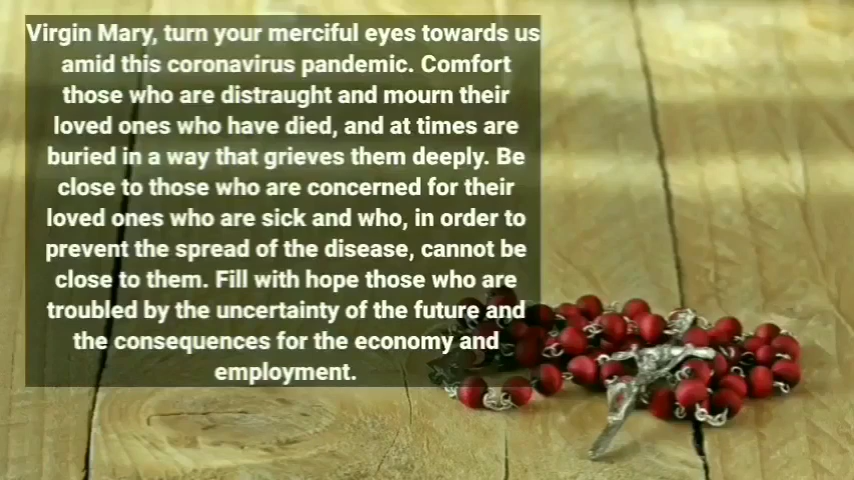 Virgin Mary, turn your merciful eyes towards us
amid this coronavirus pandemic. Comfort
those who are distraught and mourn their
loved ones who have died, and at times are
buried in a way that grieves them deeply. Be
close to those who are concerned for their
loved ones who are sick and who, in order to
prevent the spread of the disease, cannot be
close to them. Fill with hope those who are
troubled by the uncertainty of the future and
the consequences for the economy and
employment.